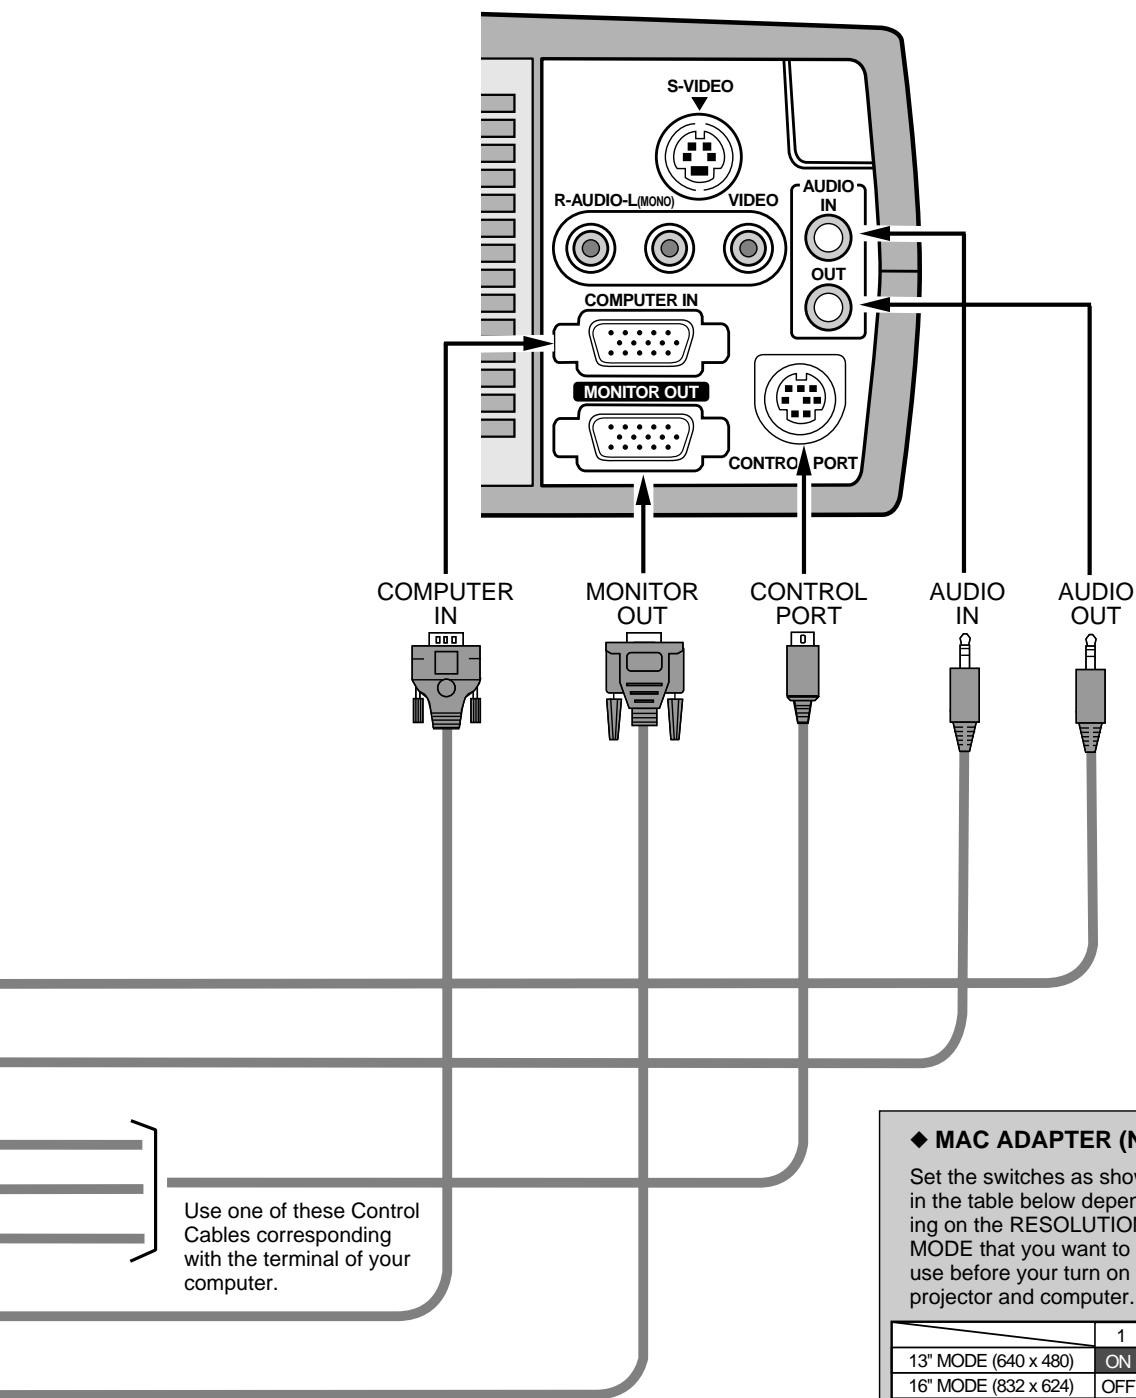 S-VIDEO
R-AUDIO-L(MONO)
VIDEO
AUDIO
IN
OUT
COMPUTER IN
MONITOR OUT
CONTROL PORT
COMPUTER
IN
MONITOR
OUT
CONTROL
PORT
AUDIO
IN
AUDIO
OUT
Use one of these Control
Cables corresponding
with the terminal of your
computer.
◆ MAC ADAPTER (
Set the switches as
in the table below
ing on the
MODE that you want to
use before your turn on
projector and computer.
1
13" MODE (640 x 480) ON
16" MODE (832 x 624) OFF